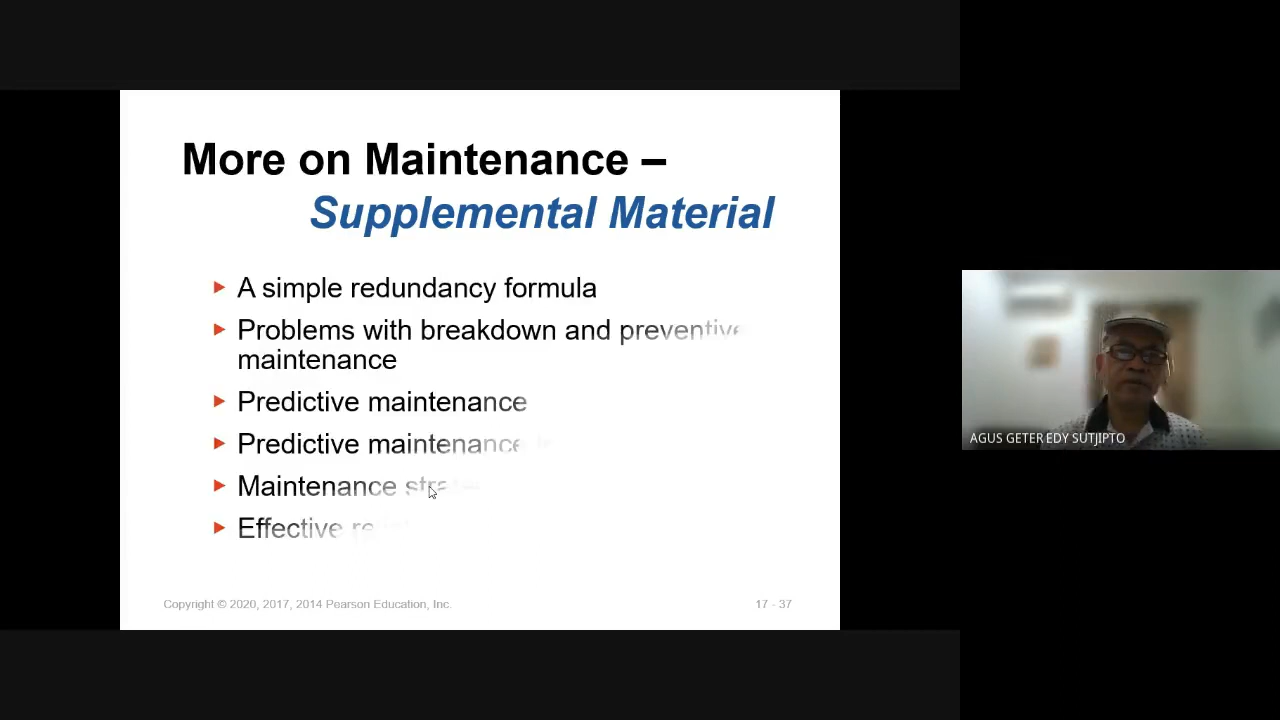 More on Maintenance –
Supplemental Material
A simple redundancy formula
Problems with breakdown and preventive
maintenance
Predictive maintenance
Predictive maintenance
Maintenance
Effective
Copyright © 2020, 2017, 2014 Pearson Education, Inc.
17 - 37
AGUS GETER EDY SUTJIPTO